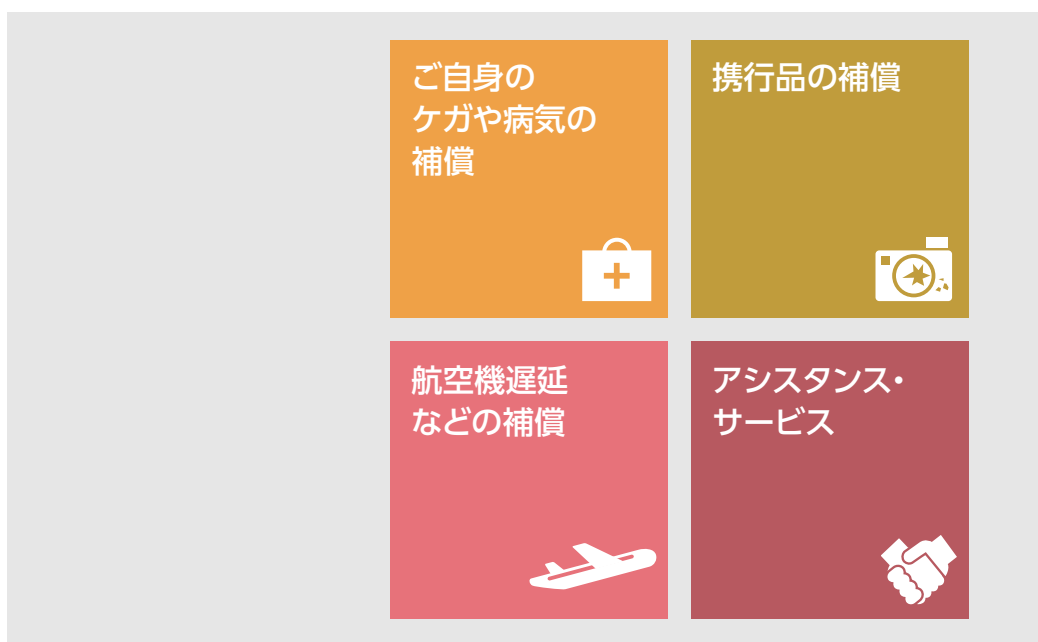 ご自身の
ケガや病気の
補償
携行品の補償
航空機遅延
などの補償
アシスタンス・
サービス